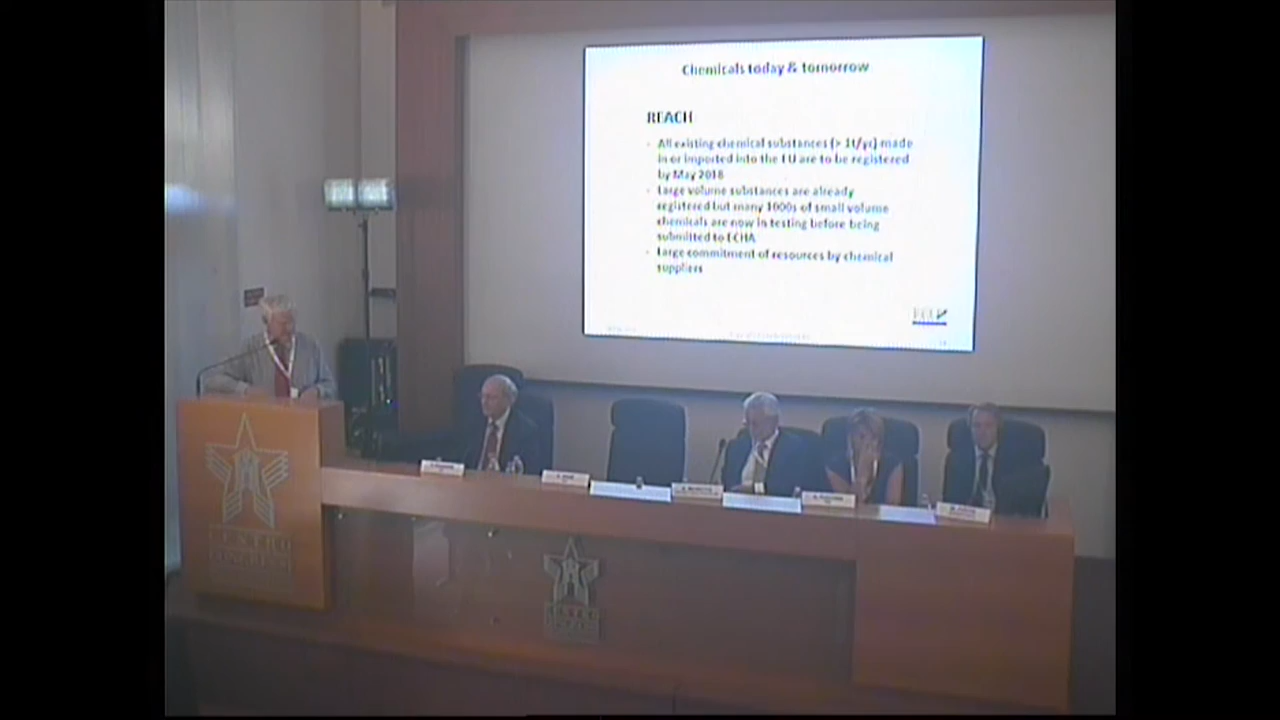 Chemicals today & tomorrow
REACH
- All existing chemical substances (> 1t/yr) made
in or imported into the EU are to be registered
by May 2018
- Large volume substances are already
registered but many 1000s of small volume
chemicals are now in testing before being
submitted to ECHA
- Large commitment of resources by chemical
suppliers
CENTRO
CONGRESSI